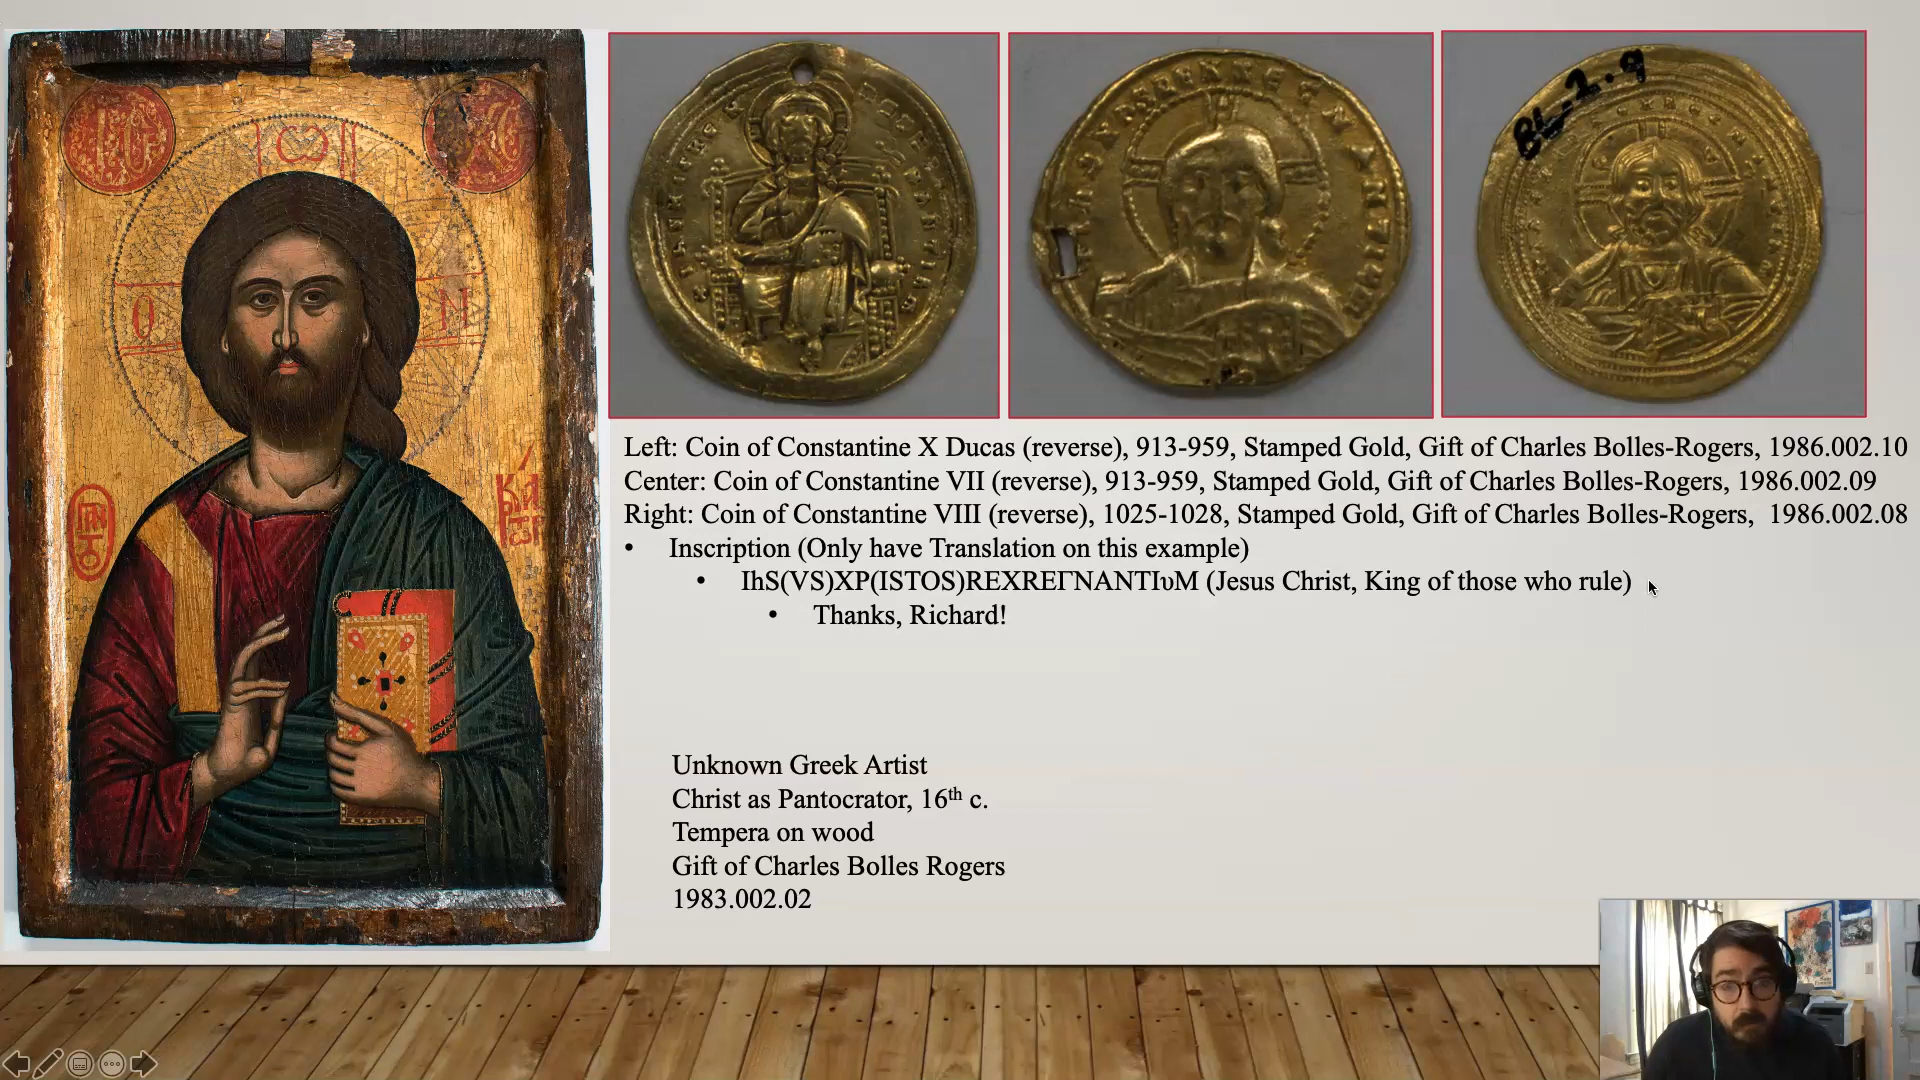 Ο
Ν
86-2.9
Left: Coin of Constantine X Ducas (reverse), 913-959, Stamped Gold, Gift of Charles Bolles-Rogers, 1986.002.10
Center: Coin of Constantine VII (reverse), 913-959, Stamped Gold, Gift of Charles Bolles-Rogers, 1986.002.09
Right: Coin of Constantine VIII (reverse), 1025-1028, Stamped Gold, Gift of Charles Bolles-Rogers, 1986.002.08
• Inscription (Only have Translation on this example)
• IhS(VS)XP(ISTOS)REXREΓNANTIυM (Jesus Christ, King of those who rule)
• Thanks, Richard!
Unknown Greek Artist
Christ as Pantocrator, 16th c.
Tempera on wood
Gift of Charles Bolles Rogers
1983.002.02